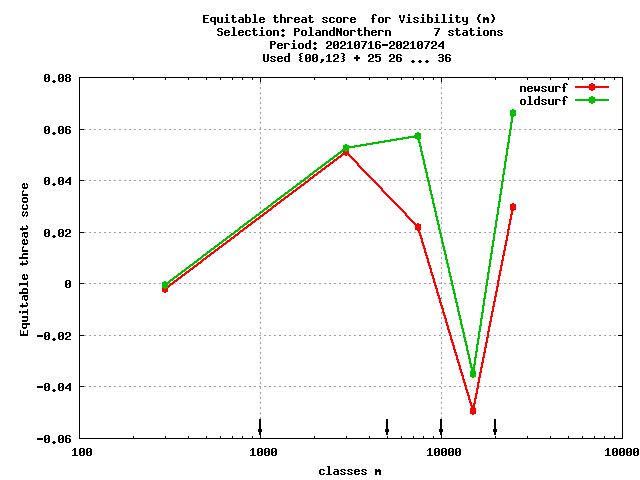 Equitable threat score  for Visibility (m)
Selection: PolandNorthern      7 stations
Period: 20210716-20210724
Used {00,12} + 25 26 ... 36
newsurf
oldsurf
Equitable threat score
0.08
0.06
0.04
0.02
0
-0.02
-0.04
-0.06
100
1000
10000
100000
classes m